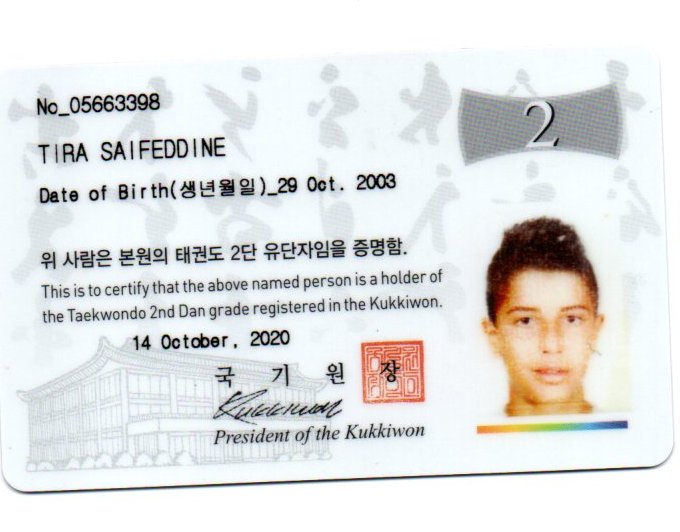 No_05663398
2
TIRA SAIFEDDINE
Date of Birth(생년월일)_29 Oct. 2003
위 사람은 본원의 태권도 2단 유단자임을 증명함.
This is to certify that the above named person is a holder of
the Taekwondo 2nd Dan grade registered in the Kukkiwon.
14 October, 2020
국 기 원 장
Kukkiwon
President of the Kukkiwon